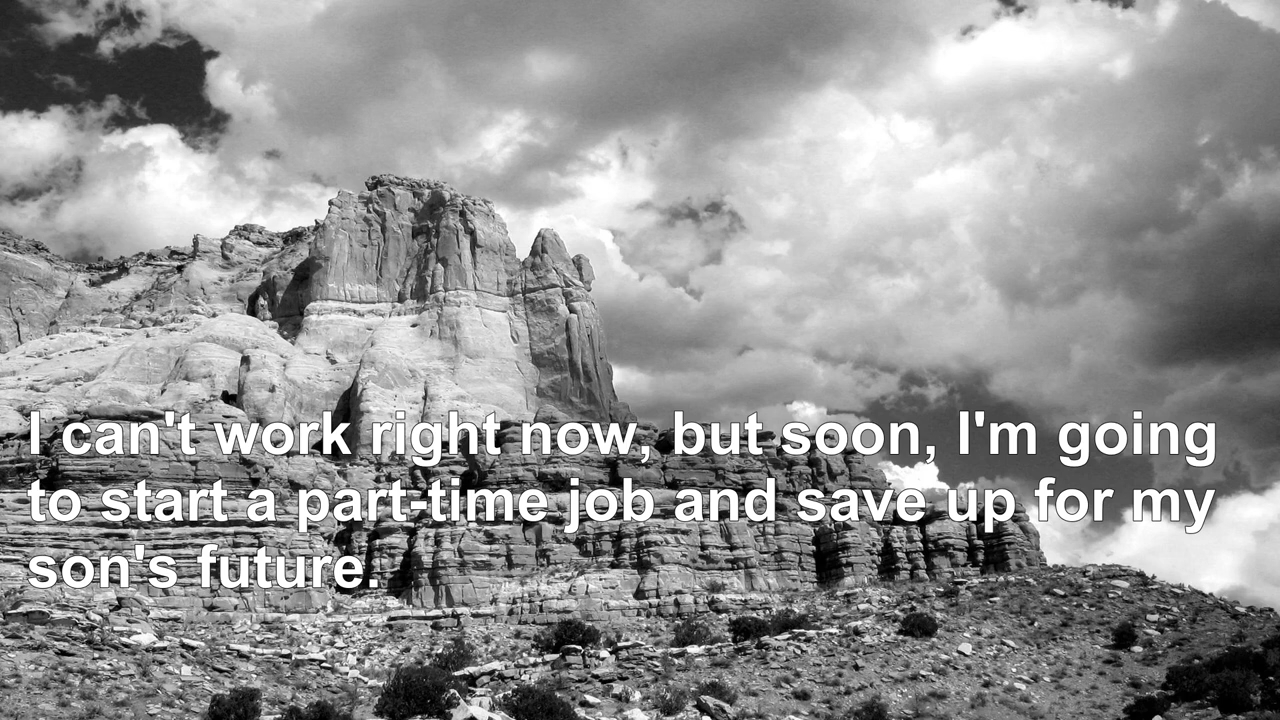 I can't work right now, but soon, I'm going
to start a part-time job and save up for my
son's future.